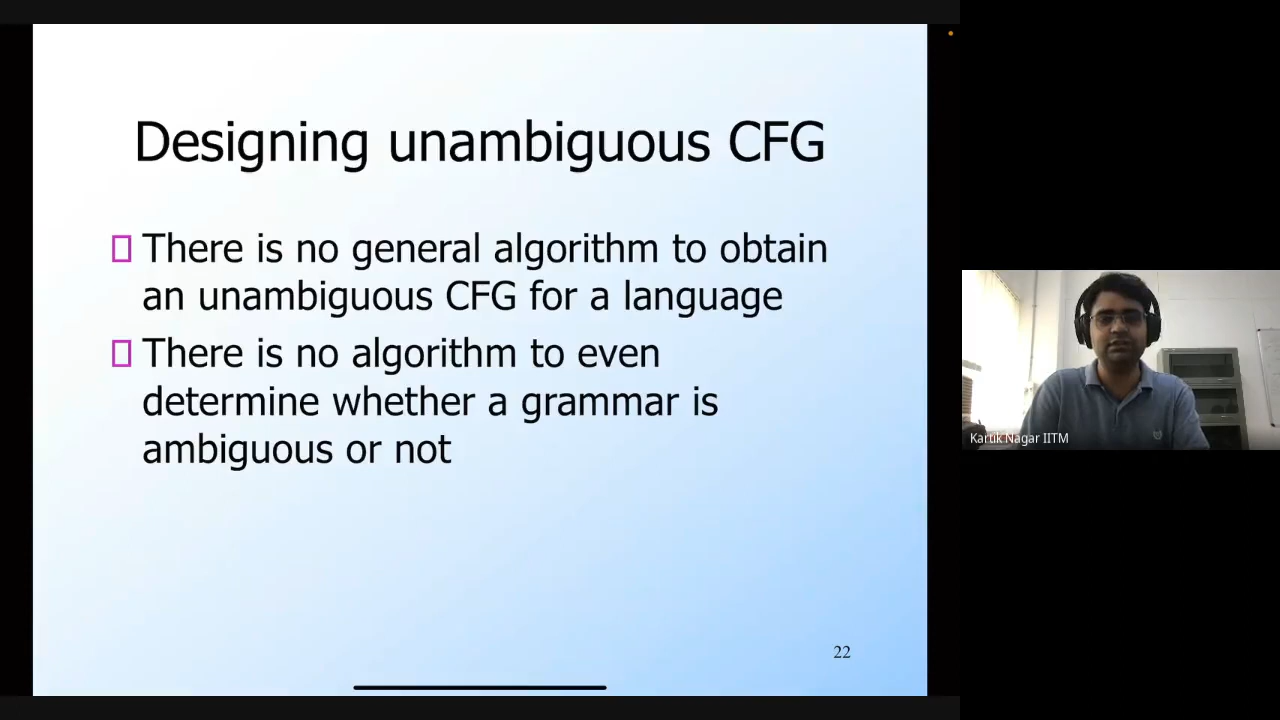 Designing unambiguous CFG
There is no general algorithm to obtain
an unambiguous CFG for a language
There is no algorithm to even
determine whether a grammar is
ambiguous or not
22
Kartik Nagar IITM